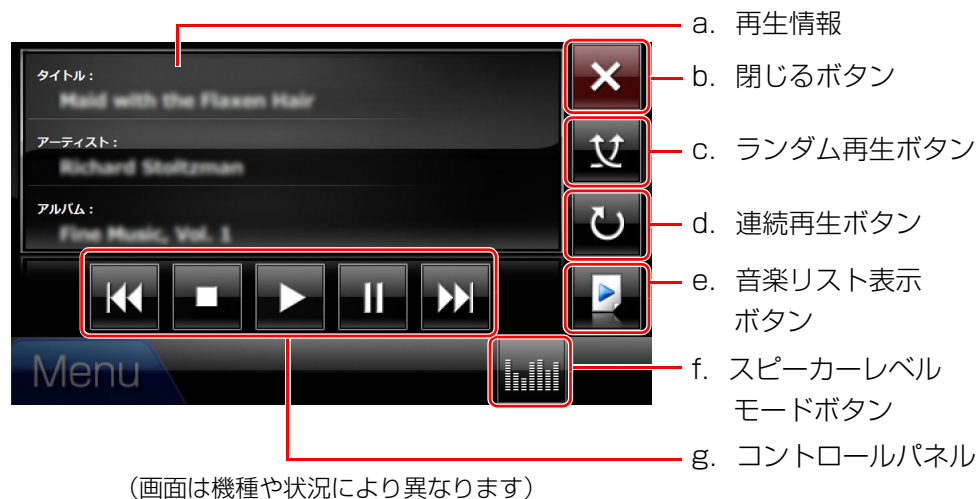 a. 再生情報
タイトル：
Maid with the Flaxen Hair
アーティスト：
Richard Stoltzman
アルバム：
Fine Music, Vol. 1
Menu
b. 閉じるボタン
c. ランダム再生ボタン
d. 連続再生ボタン
e. 音楽リスト表示
ボタン
f. スピーカーレベル
モードボタン
g. コントロールパネル
（画面は機種や状況により異なります）